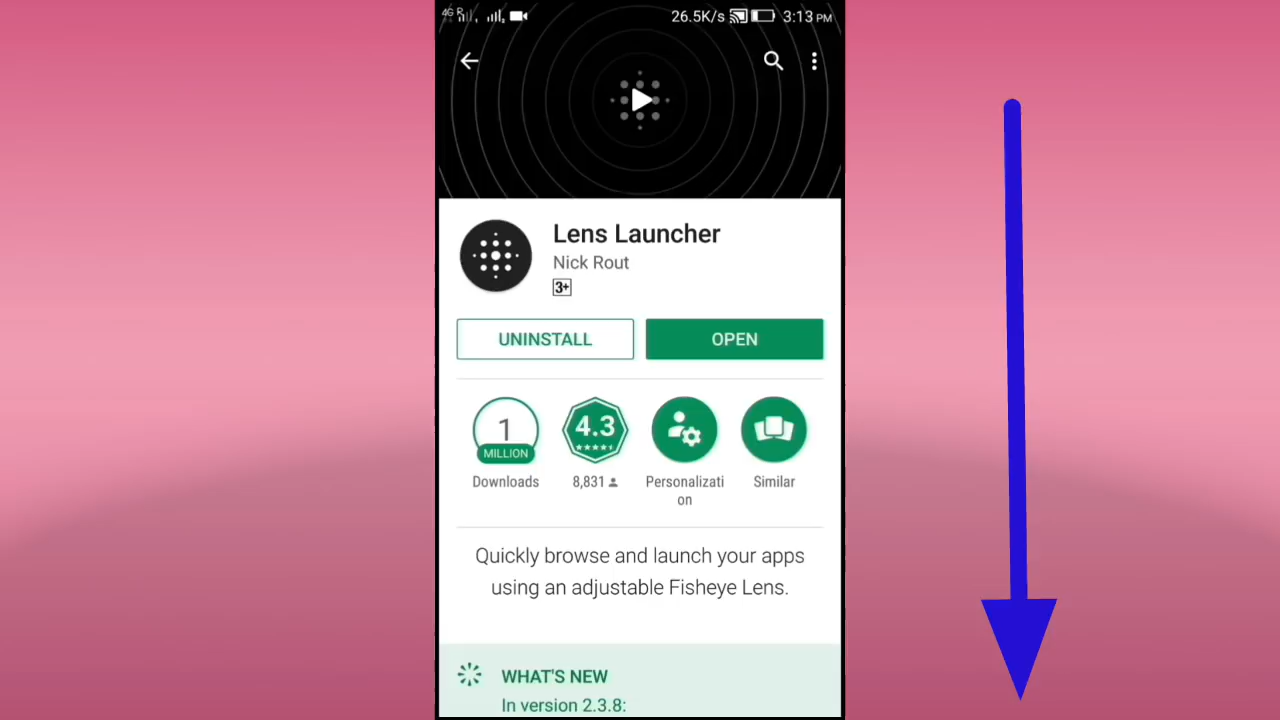 4G R 26.5K/s 3:13 PM
Lens Launcher
Nick Rout
3+
UNINSTALL OPEN
1 4.3
MILLION
Downloads 8,831 Personalizati Similar
on
Quickly browse and launch your apps
using an adjustable Fisheye Lens.
WHAT'S NEW
In version 2.3.8: